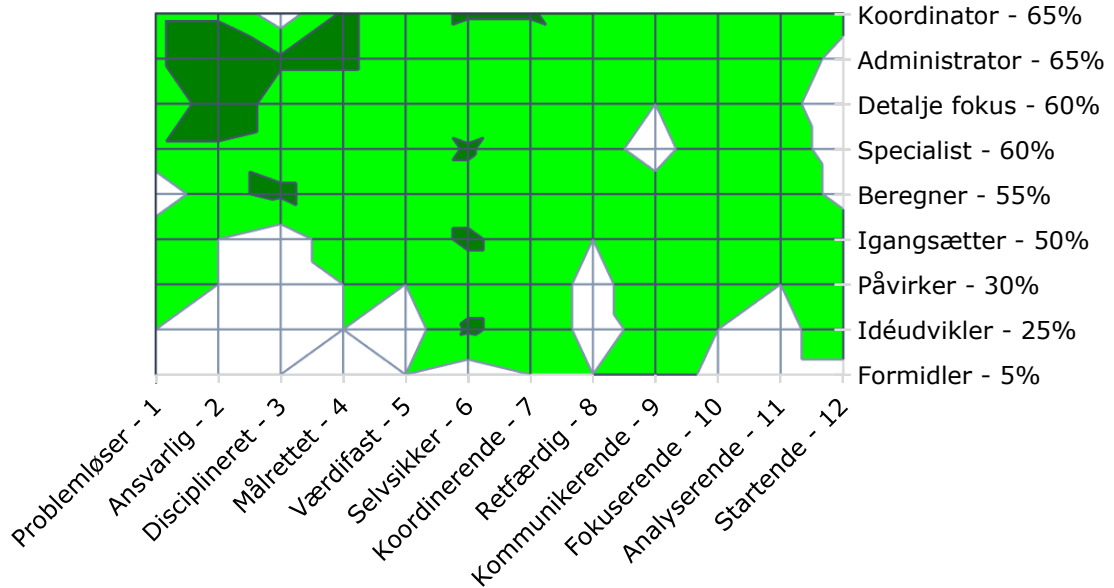 Koordinator - 65%
Administrator - 65%
Detalje fokus - 60%
Specialist - 60%
Beregner - 55%
Igangsætter - 50%
Påvirker - 30%
Idéudvikler - 25%
Formidler - 5%
Problemløser - 1
Ansvarlig - 2
Disciplineret - 3
Målrettet - 4
Værdifast - 5
Selvsikker - 6
Koordinerende - 7
Retfærdig - 8
Kommunikerende - 9
Fokuserende - 10
Analyserende - 11
Startende - 12